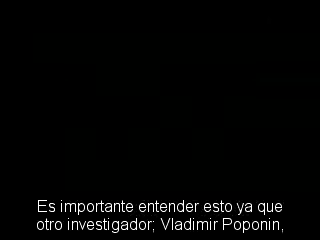 Es importante entender esto ya que
otro investigador; Vladimir Poponin,